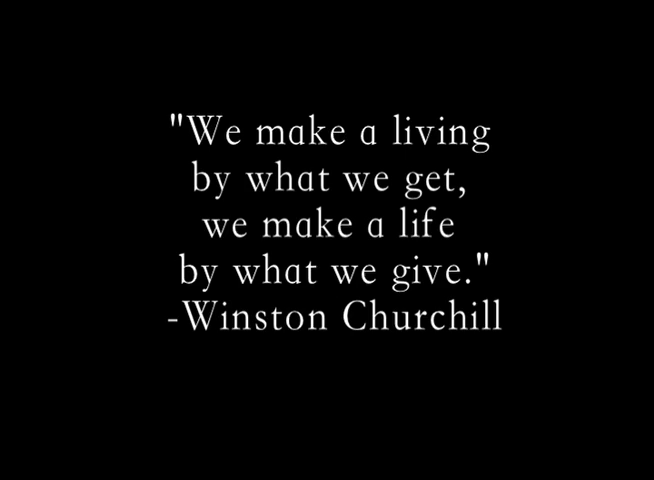 "We make a living
by what we get,
we make a life
by what we give."
-Winston Churchill